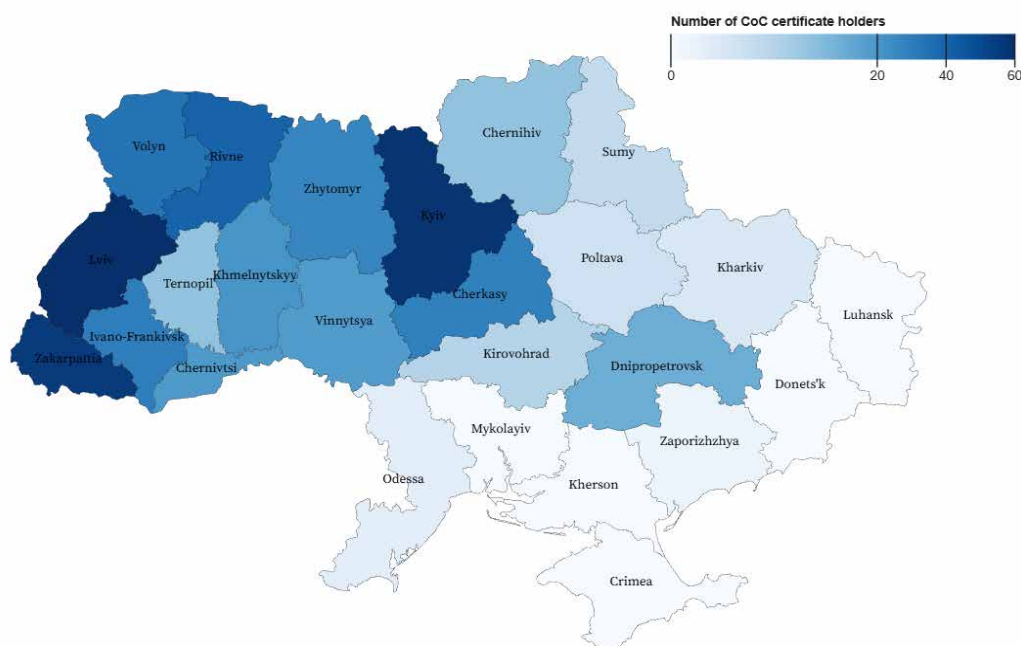 Number of CoC certificate holders
0 20 40 60
Chernihiv
Volyn
Rivne
Sumy
Zhytomyr
Kyiv
Lviv
Ternopil
Khmelnytskyy
Poltava
Kharkiv
Cherkasy
Luhansk
Vinnytsya
Ivano-Frankivsk
Kirovohrad
Zakarpattia
Chernivtsi
Dnipropetrovsk
Donets'k
Mykolayiv
Zaporizhzhya
Odessa
Kherson
Crimea